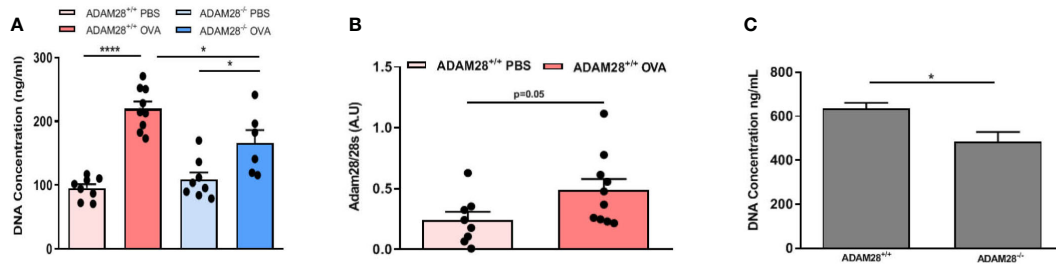 A
ADAM28+/+ PBS
ADAM28-/- PBS
ADAM28+/+ OVA
ADAM28-/- OVA
****
*
*
DNA Concentration (ng/ml)
300
200
100
0
B
ADAM28+/+ PBS
ADAM28+/+ OVA
p=0.05
Adam28/28s (A.U)
1.5
1.0
0.5
0.0
C
*
DNA Concentration ng/mL
800
600
400
200
0
ADAM28+/+
ADAM28-/-